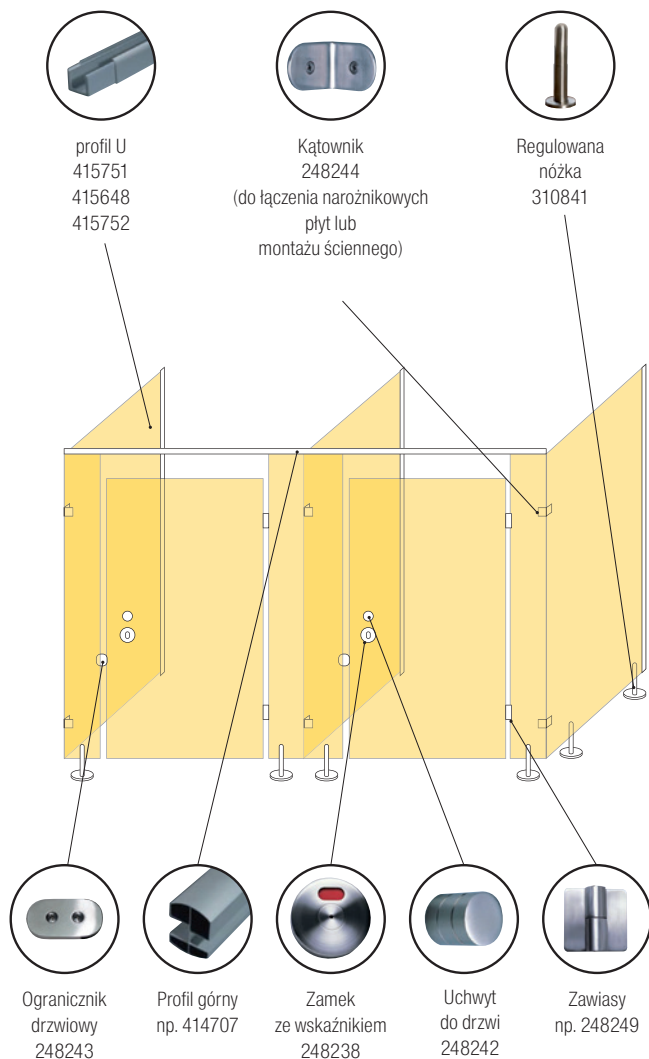 profil U
415751
415648
415752
Kątownik
248244
(do łączenia narożnikowych
płyt lub
montażu ściennego)
Regulowana
nóżka
310841
Ogranicznik
drzwiowy
248243
Profil górny
np. 414707
Zamek
ze wskaźnikiem
248238
Uchwyt
do drzwi
248242
Zawiasy
np. 248249